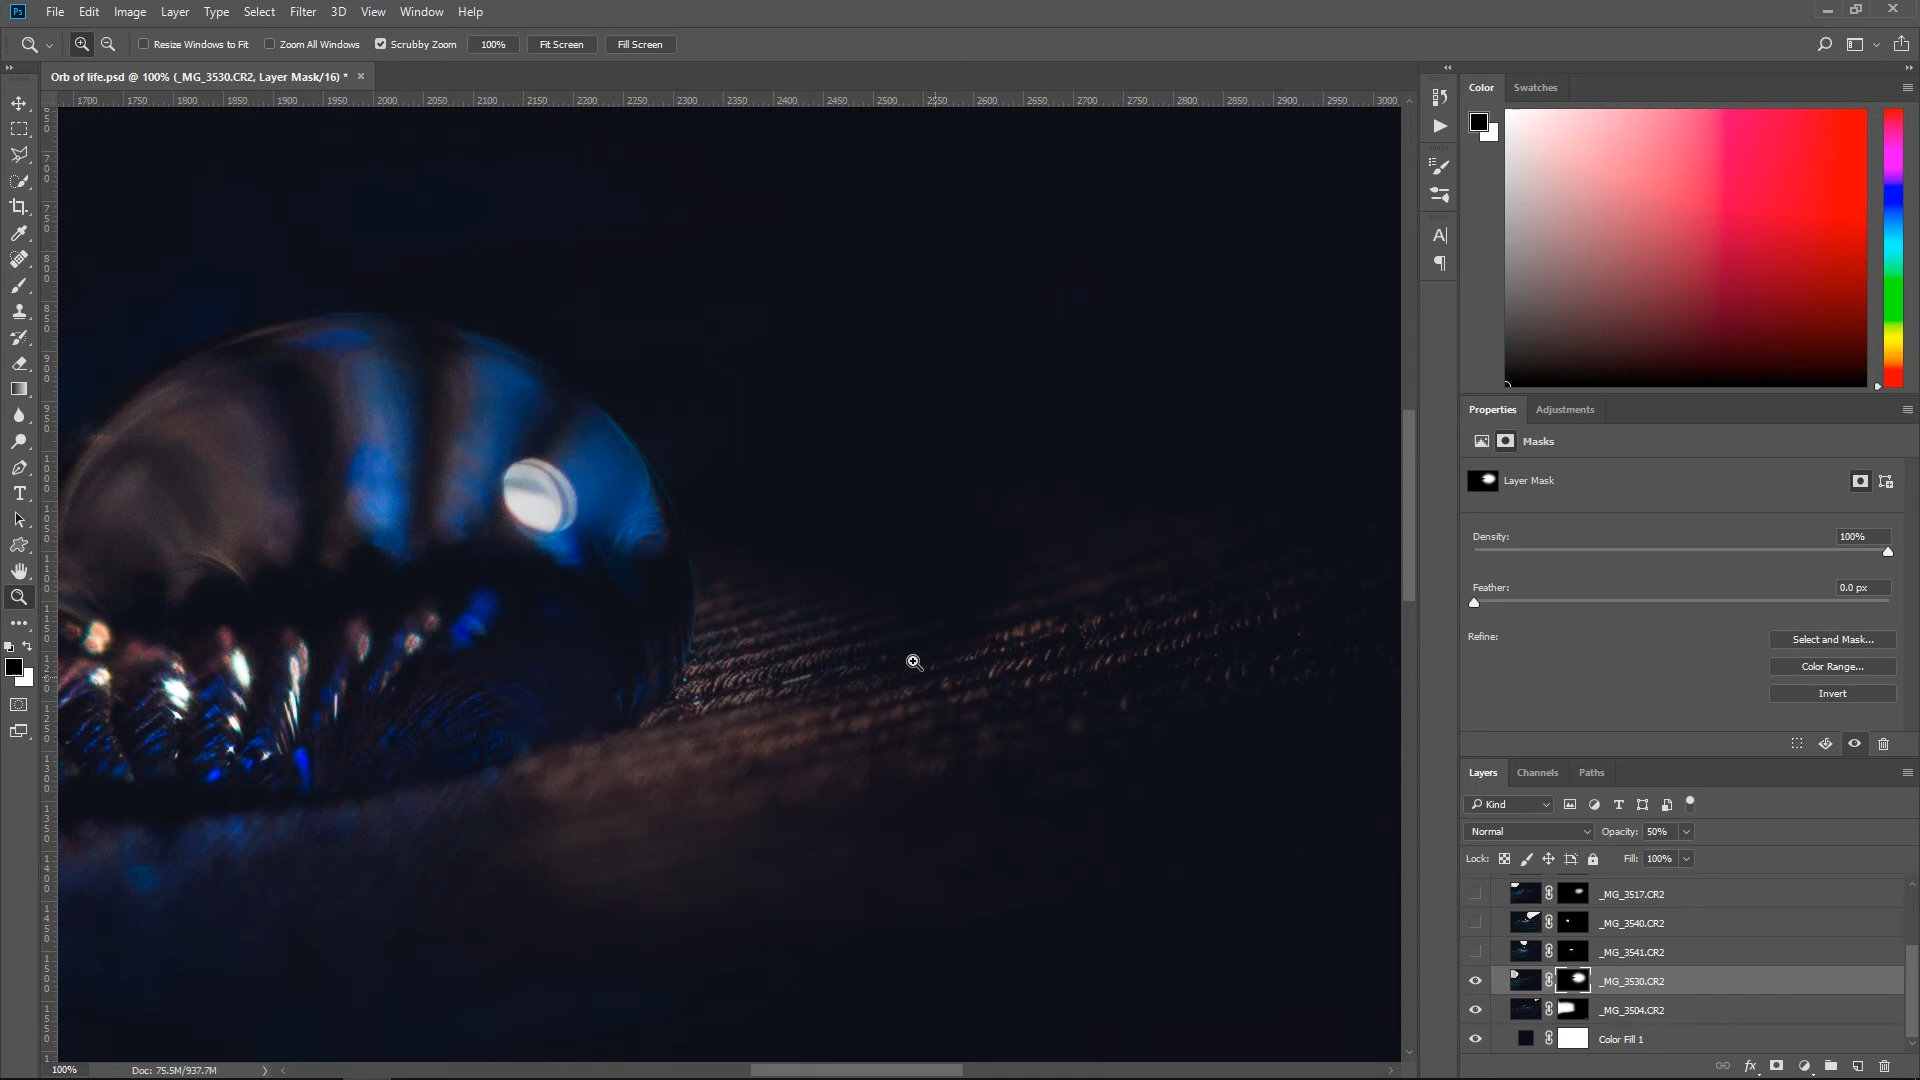 Ps File Edit Image Layer Type Select Filter 3D View Window Help
Resize Windows to Fit Zoom All Windows Scrubby Zoom 100% Fit Screen Fill Screen
Orb of life.psd @ 100% (_MG_3530.CR2, Layer Mask/16) *
1700 1750 1800 1850 1900 1950 2000 2050 2100 2150 2200 2250 2300 2350 2400 2450 2500 2550 2600 2650 2700 2750 2800 2850 2900 2950 3000
Color Swatches
Properties Adjustments
Masks
Layer Mask
Density: 100%
Feather: 0.0 px
Refine: Select and Mask...
Color Range...
Invert
Layers Channels Paths
Kind
Normal Opacity: 50%
Lock: Fill: 100%
_MG_3517.CR2
_MG_3540.CR2
_MG_3541.CR2
_MG_3530.CR2
_MG_3504.CR2
Color Fill 1
100% Doc: 75.5M/937.7M